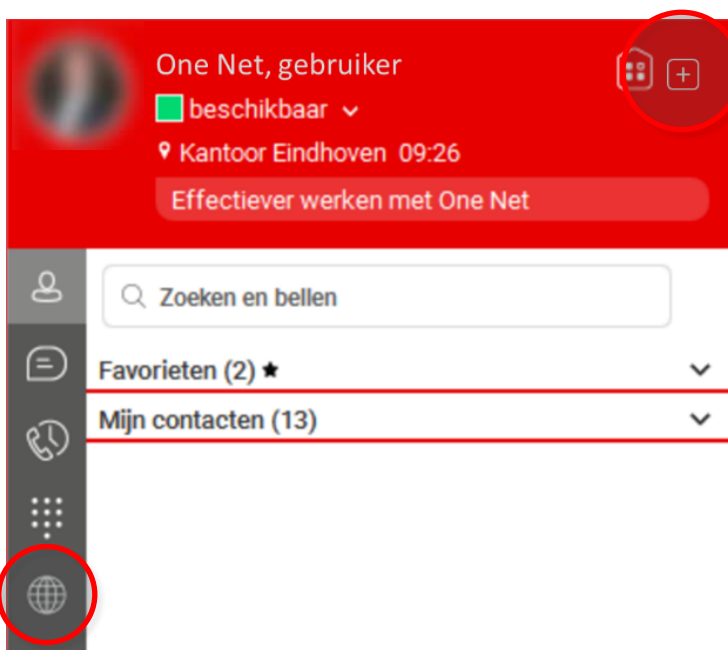 One Net, gebruiker
beschikbaar
Kantoor Eindhoven 09:26
Effectiever werken met One Net
Zoeken en bellen
Favorieten (2) ★
Mijn contacten (13)